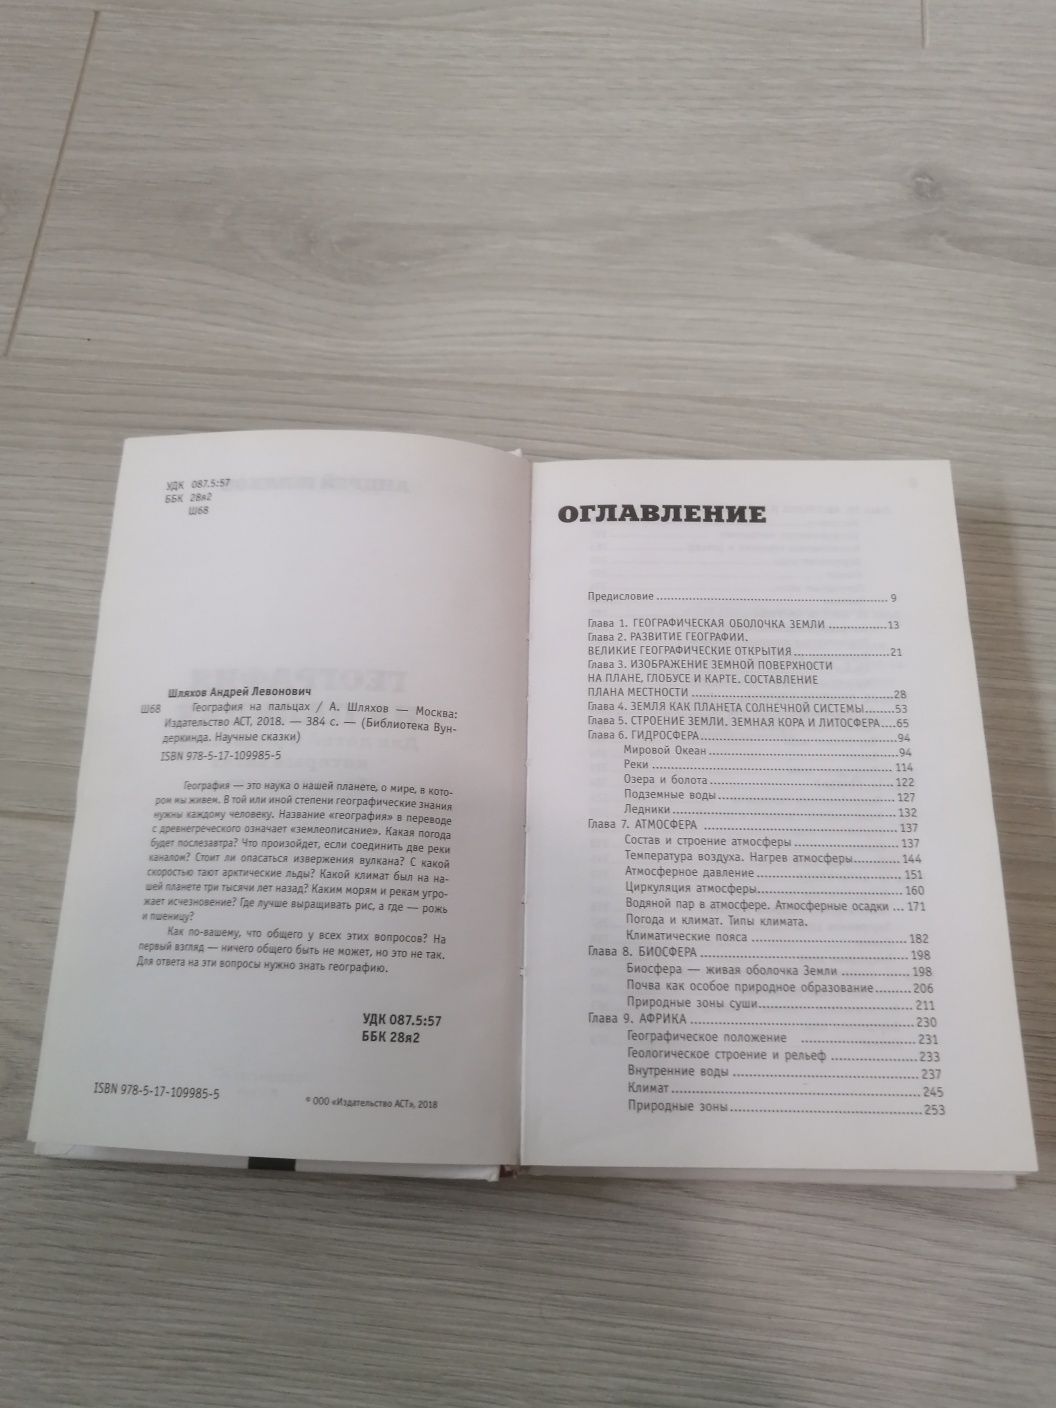 УДК 087.5:57
ББК 28я2
Ш68
Шляхов Андрей Левонович
Ш68 География на пальцах / А. Шляхов — Москва:
Издательство АСТ, 2018. — 384 с. — (Библиотека Вун-
деркинда. Научные сказки)
ISBN 978-5-17-109985-5
География — это наука о нашей планете, о мире, в кото-
ром мы живем. В той или иной степени географические знания
нужны каждому человеку. Название «география» в переводе
с древнегреческого означает «землеописание». Какая погода
будет послезавтра? Что произойдет, если соединить две реки
каналом? Стоит ли опасаться извержения вулкана? С какой
скоростью тают арктические льды? Какой климат был на на-
шей планете три тысячи лет назад? Каким морям и рекам угро-
жает исчезновение? Где лучше выращивать рис, а где — рожь
и пшеницу?
Как по-вашему, что общего у всех этих вопросов? На
первый взгляд — ничего общего быть не может, но это не так.
Для ответа на эти вопросы нужно знать географию.
УДК 087.5:57
ББК 28я2
ISBN 978-5-17-109985-5
© ООО «Издательство АСТ», 2018
ОГЛАВЛЕНИЕ
Предисловие ........ 9
Глава 1. ГЕОГРАФИЧЕСКАЯ ОБОЛОЧКА ЗЕМЛИ ........ 13
Глава 2. РАЗВИТИЕ ГЕОГРАФИИ.
ВЕЛИКИЕ ГЕОГРАФИЧЕСКИЕ ОТКРЫТИЯ ........ 21
Глава 3. ИЗОБРАЖЕНИЕ ЗЕМНОЙ ПОВЕРХНОСТИ
НА ПЛАНЕ, ГЛОБУСЕ И КАРТЕ. СОСТАВЛЕНИЕ
ПЛАНА МЕСТНОСТИ ........ 28
Глава 4. ЗЕМЛЯ КАК ПЛАНЕТА СОЛНЕЧНОЙ СИСТЕМЫ ........ 53
Глава 5. СТРОЕНИЕ ЗЕМЛИ. ЗЕМНАЯ КОРА И ЛИТОСФЕРА .... 65
Глава 6. ГИДРОСФЕРА ........ 94
Мировой Океан ........ 94
Реки ........ 114
Озера и болота ........ 122
Подземные воды ........ 127
Ледники ........ 132
Глава 7. АТМОСФЕРА ........ 137
Состав и строение атмосферы ........ 137
Температура воздуха. Нагрев атмосферы ........ 144
Атмосферное давление ........ 151
Циркуляция атмосферы ........ 160
Водяной пар в атмосфере. Атмосферные осадки ... 171
Погода и климат. Типы климата.
Климатические пояса ........ 182
Глава 8. БИОСФЕРА ........ 198
Биосфера — живая оболочка Земли ........ 198
Почва как особое природное образование ........ 206
Природные зоны суши ........ 211
Глава 9. АФРИКА ........ 230
Географическое положение ........ 231
Геологическое строение и рельеф ........ 233
Внутренние воды ........ 237
Климат ........ 245
Природные зоны ........ 253